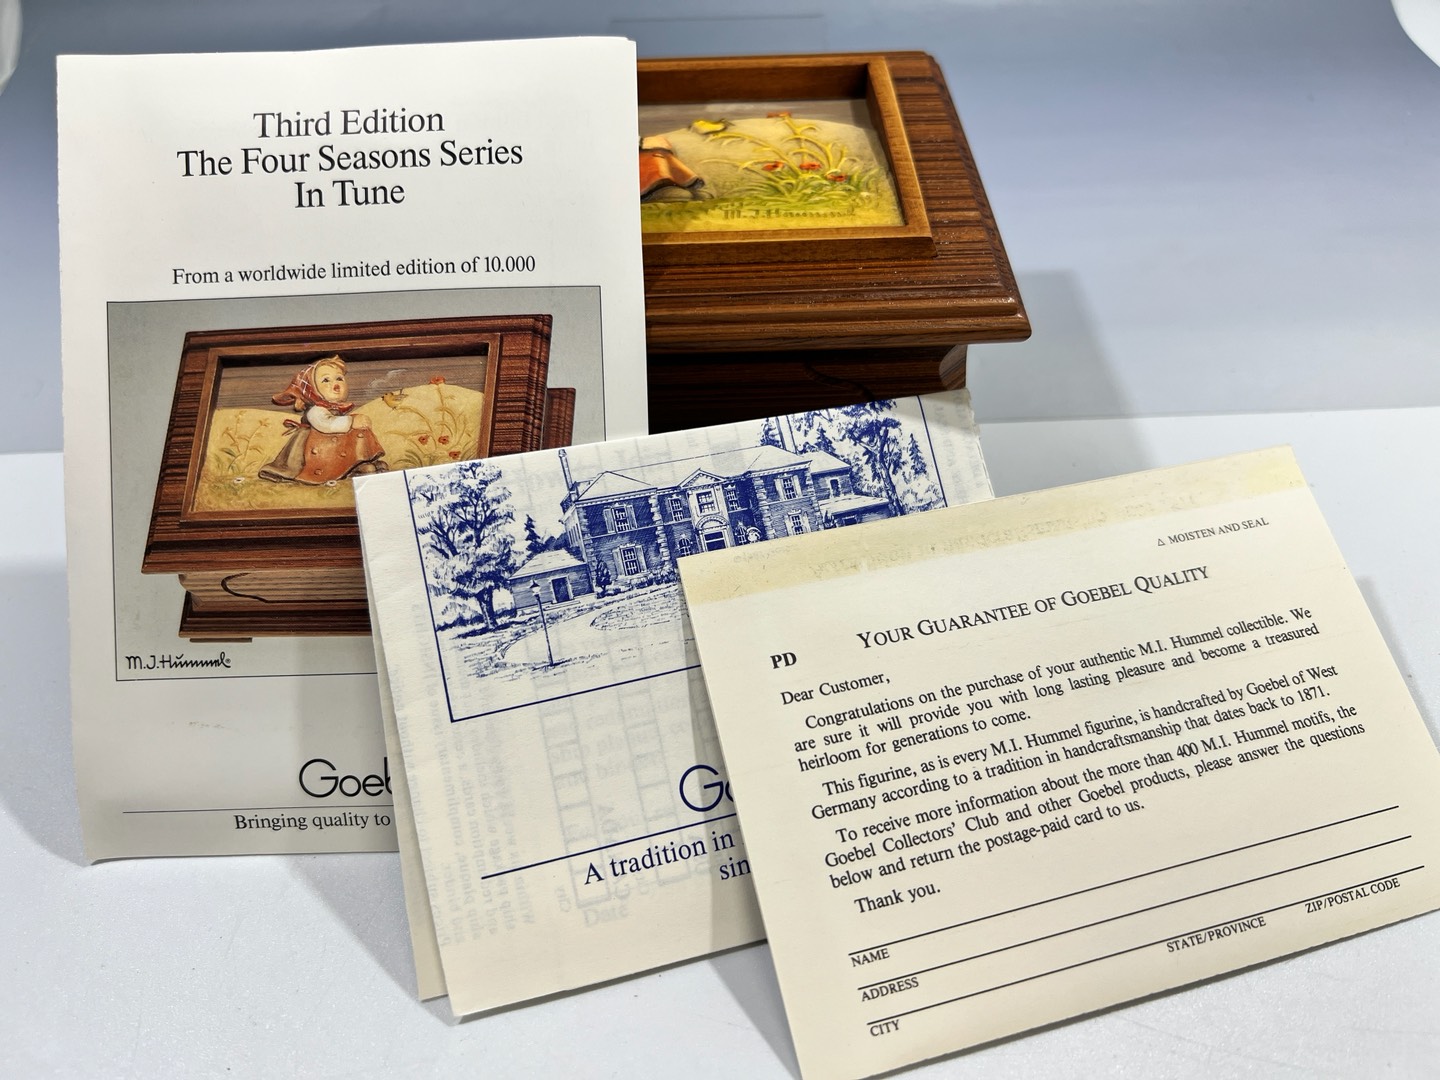 Third Edition
The Four Seasons Series
In Tune
From a worldwide limited edition of 10.000
M.J.Hummel®
Goeb
Bringing quality to
M.J.Hummel
Go
A tradition in
sin
△ MOISTEN AND SEAL
YOUR GUARANTEE OF GOEBEL QUALITY
PD
Dear Customer,
Congratulations on the purchase of your authentic M.I. Hummel collectible. We
are sure it will provide you with long lasting pleasure and become a treasured
heirloom for generations to come.
This figurine, as is every M.I. Hummel figurine, is handcrafted by Goebel of West
Germany according to a tradition in handcraftsmanship that dates back to 1871.
To receive more information about the more than 400 M.I. Hummel motifs, the
Goebel Collectors' Club and other Goebel products, please answer the questions
below and return the postage-paid card to us.
Thank you.
NAME
ADDRESS
CITY
STATE/PROVINCE
ZIP/POSTAL CODE